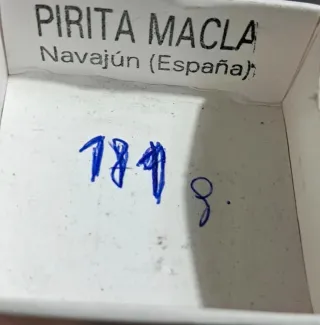 PIRITA MACLA
Navajún (España)
g.